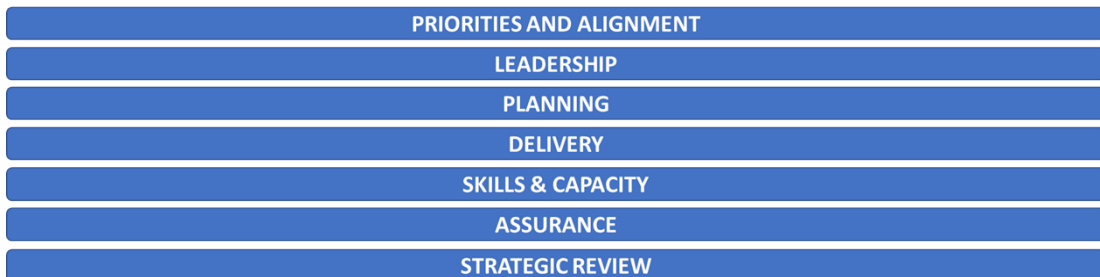 PRIORITIES AND ALIGNMENT
LEADERSHIP
PLANNING
DELIVERY
SKILLS & CAPACITY
ASSURANCE
STRATEGIC REVIEW